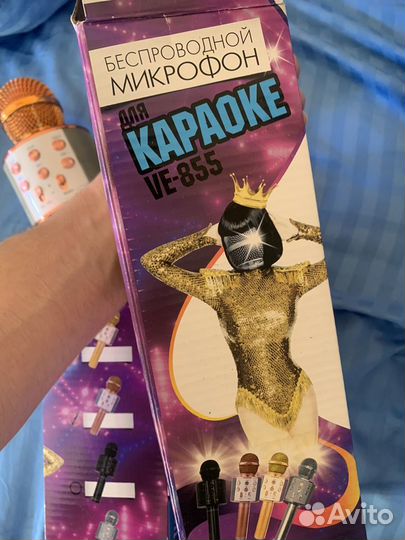 БЕСПРОВОДНОЙ
МИКРОФОН
ДЛЯ
КАРАОКЕ
VE-855
Avito